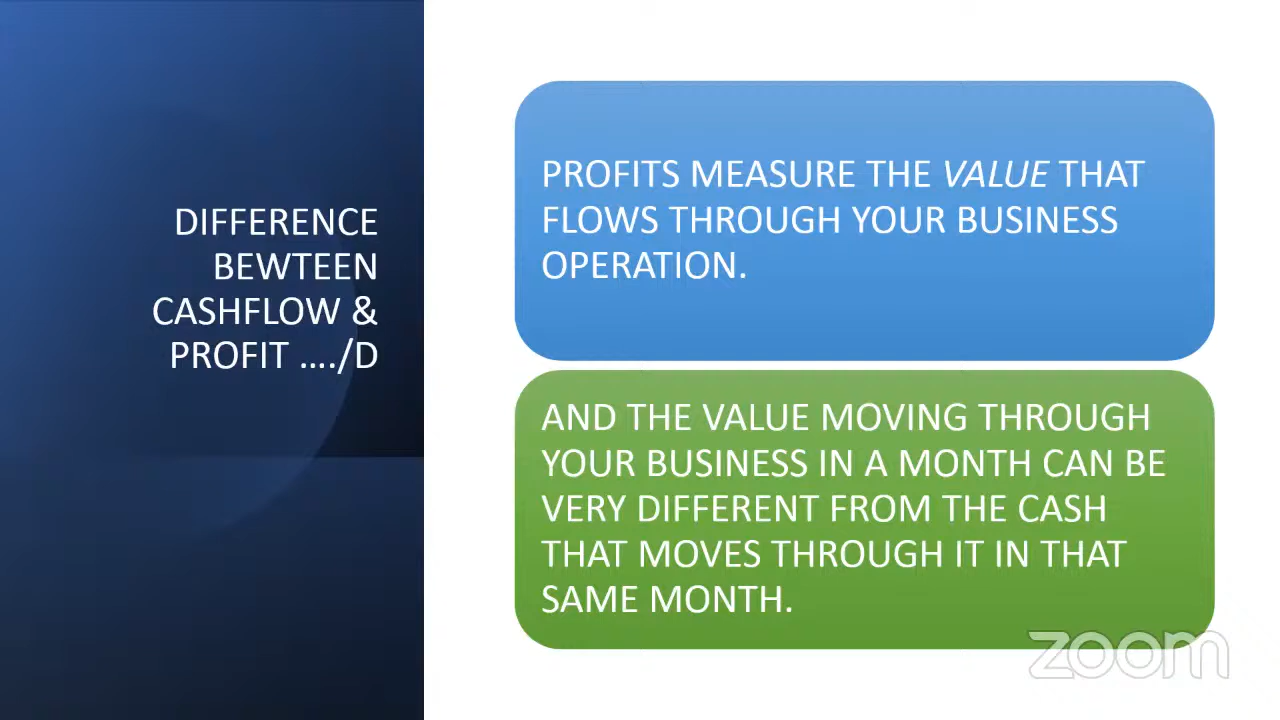 DIFFERENCE
BEWTEEN
CASHFLOW &
PROFIT …./D
PROFITS MEASURE THE VALUE THAT
FLOWS THROUGH YOUR BUSINESS
OPERATION.
AND THE VALUE MOVING THROUGH
YOUR BUSINESS IN A MONTH CAN BE
VERY DIFFERENT FROM THE CASH
THAT MOVES THROUGH IT IN THAT
SAME MONTH.
zoom